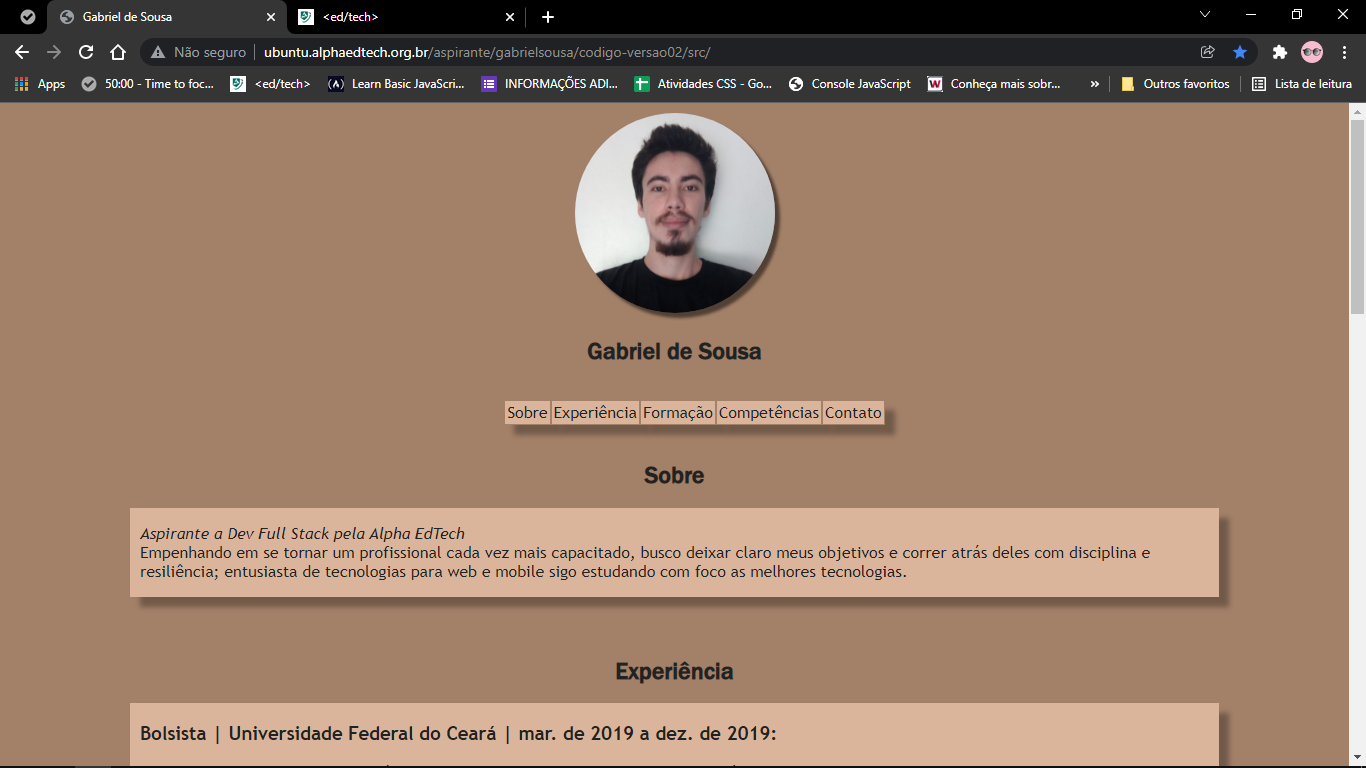 Gabriel de Sousa
<ed/tech>
Não seguro
ubuntu.alphaedtech.org.br/aspirante/gabrielsousa/codigo-versao02/src/
Apps
50:00 - Time to foc...
<ed/tech>
Learn Basic JavaScri...
INFORMAÇÕES ADI...
Atividades CSS - Go...
Console JavaScript
Conheça mais sobr...
»
Outros favoritos
Lista de leitura
Gabriel de Sousa
Sobre
Experiência
Formação
Competências
Contato
Sobre
Aspirante a Dev Full Stack pela Alpha EdTech
Empenhando em se tornar um profissional cada vez mais capacitado, busco deixar claro meus objetivos e correr atrás deles com disciplina e
resiliência; entusiasta de tecnologias para web e mobile sigo estudando com foco as melhores tecnologias.
Experiência
Bolsista | Universidade Federal do Ceará | mar. de 2019 a dez. de 2019: